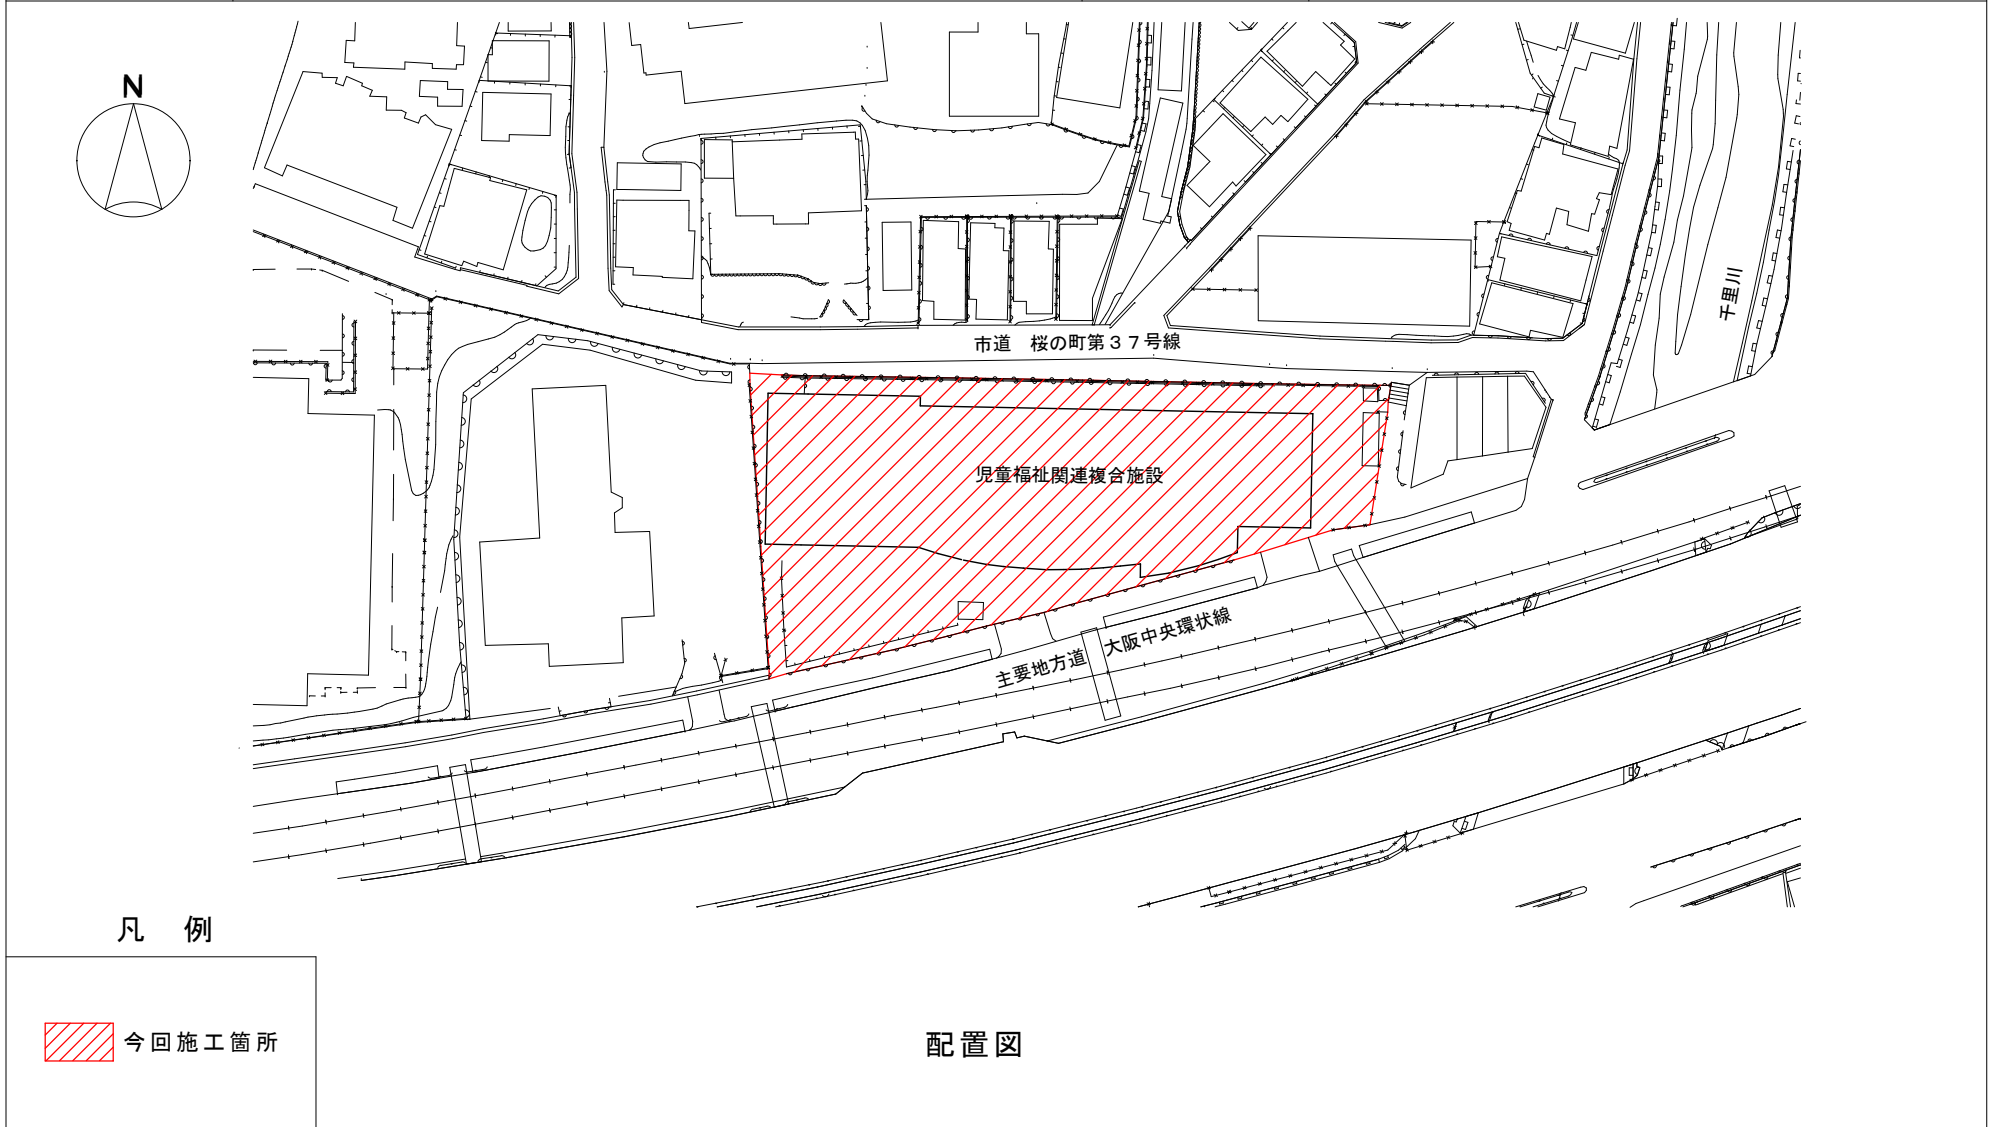 N
千里川
市道　桜の町第３７号線
児童福祉関連複合施設
主要地方道　大阪中央環状線
凡　例
今回施工箇所
配置図